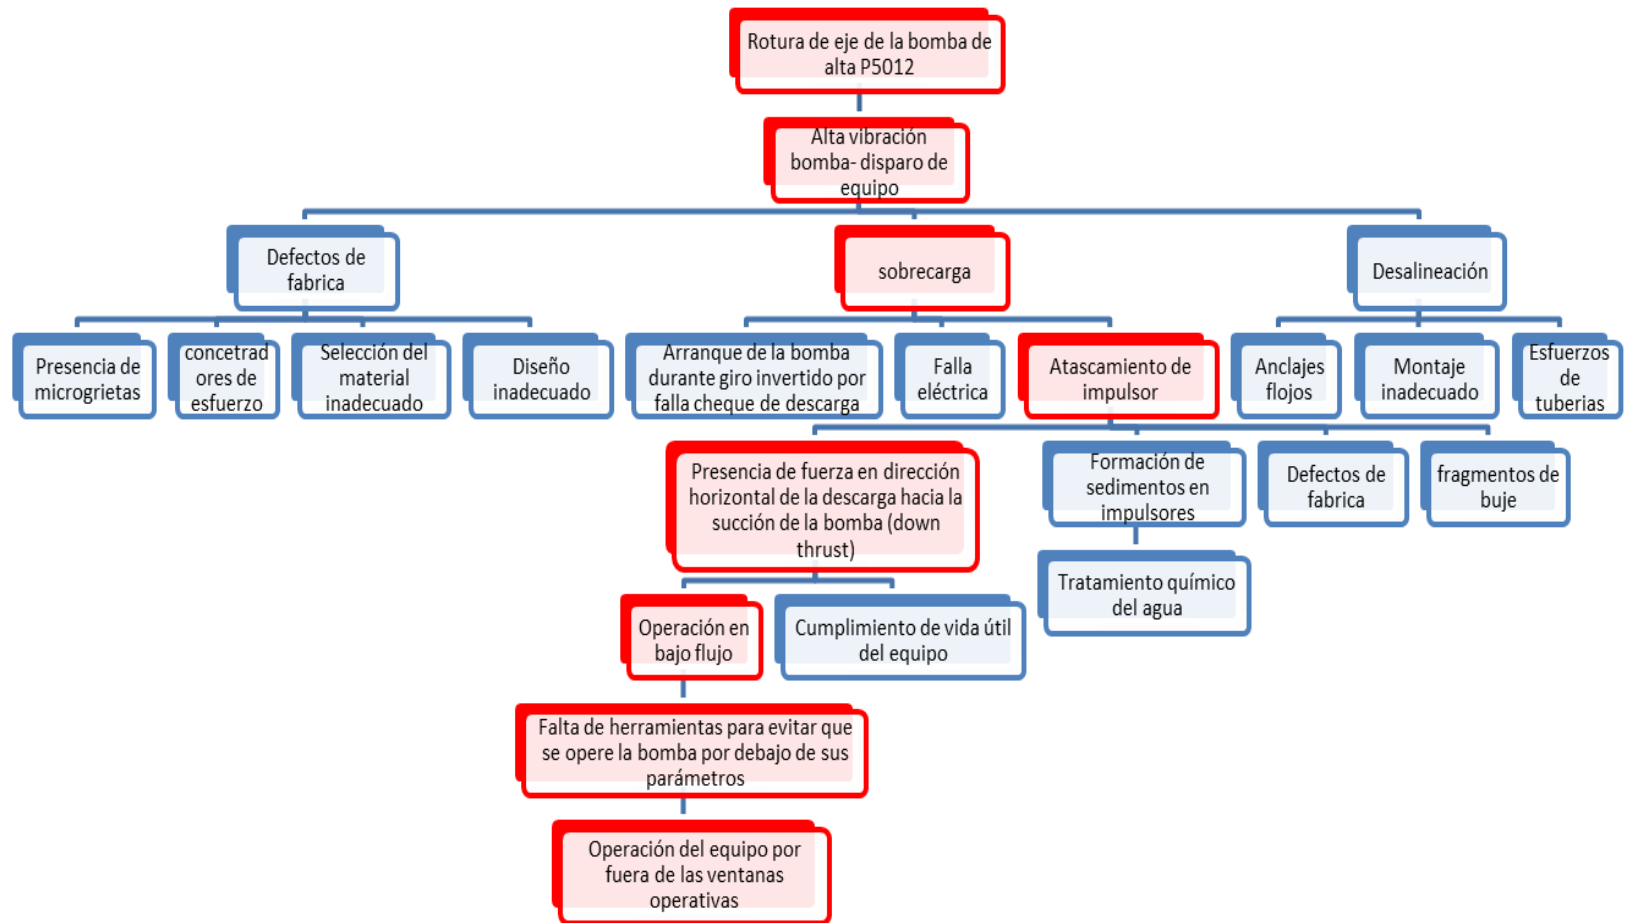 Rotura de eje de la bomba de
alta P5012
Alta vibración
bomba- disparo de
equipo
Defectos de
fabrica
sobrecarga
Desalineación
Presencia de
microgrietas
concetrad
ores de
esfuerzo
Selección del
material
inadecuado
Diseño
inadecuado
Arranque de la bomba
durante giro invertido por
falla cheque de descarga
Falla
eléctrica
Atascamiento de
impulsor
Anclajes
flojos
Montaje
inadecuado
Esfuerzos
de
tuberias
Presencia de fuerza en dirección
horizontal de la descarga hacia la
succión de la bomba (down
thrust)
Formación de
sedimentos en
impulsores
Defectos de
fabrica
fragmentos de
buje
Tratamiento químico
del agua
Operación en
bajo flujo
Cumplimiento de vida útil
del equipo
Falta de herramientas para evitar que
se opere la bomba por debajo de sus
parámetros
Operación del equipo por
fuera de las ventanas
operativas